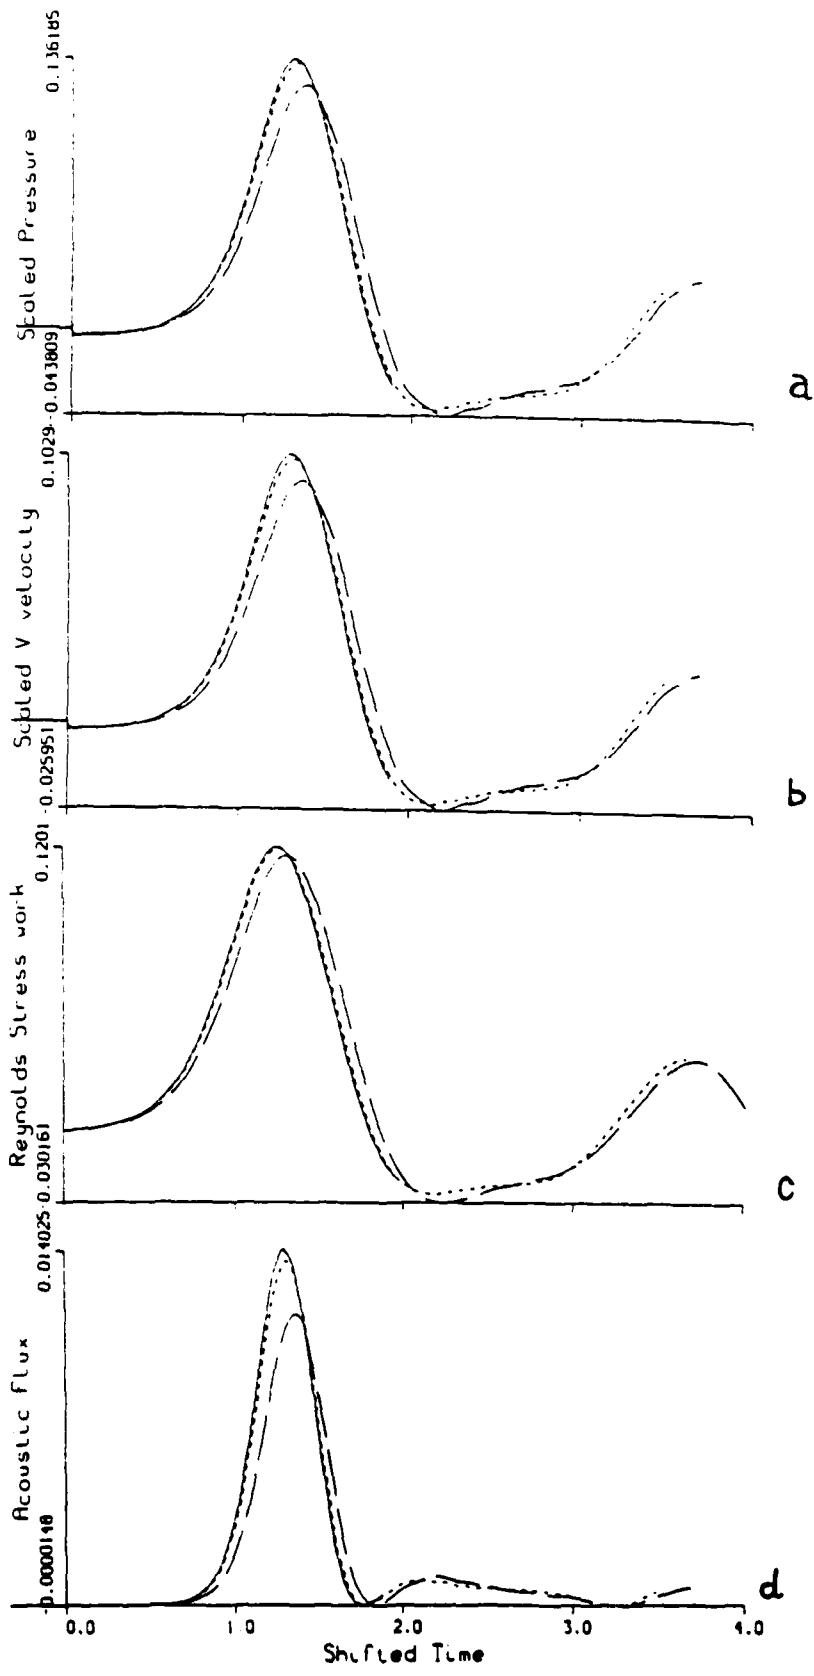 0.136185
Scaled Pressure
-0.043809
a
0.1029
Scaled V velocity
-0.025951
b
0.1201
Reynolds Stress work
-0.030161
c
0.014025
Acoustic Flux
-0.0000148
d
0.0 1.0 2.0 3.0 4.0
Shifted Time